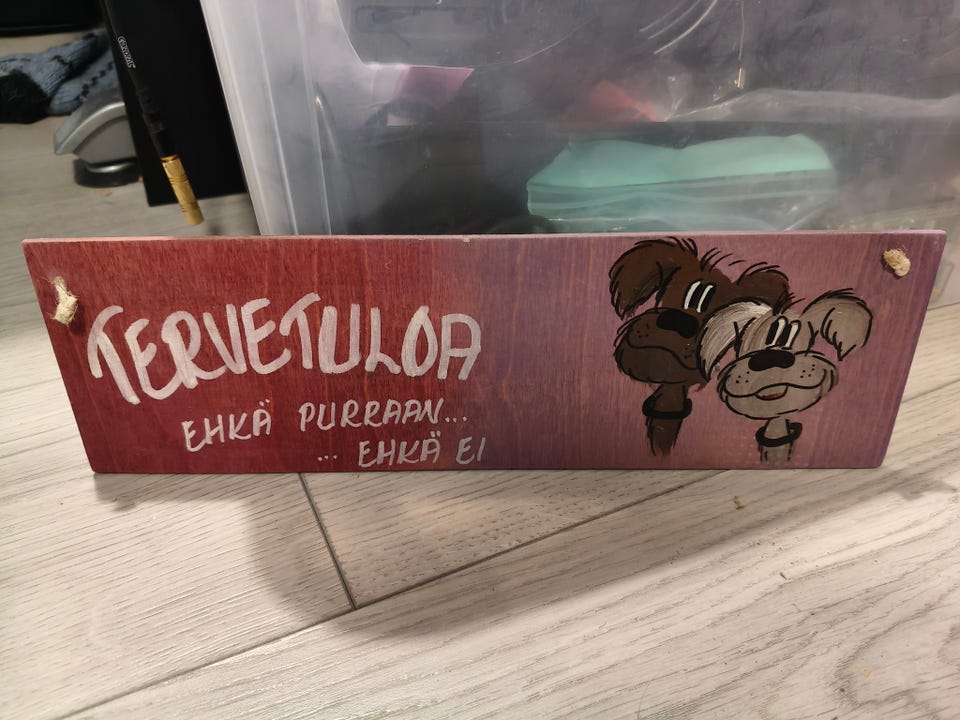 TERVETULOA
EHKÄ PURRAAN...
... EHKÄ EI